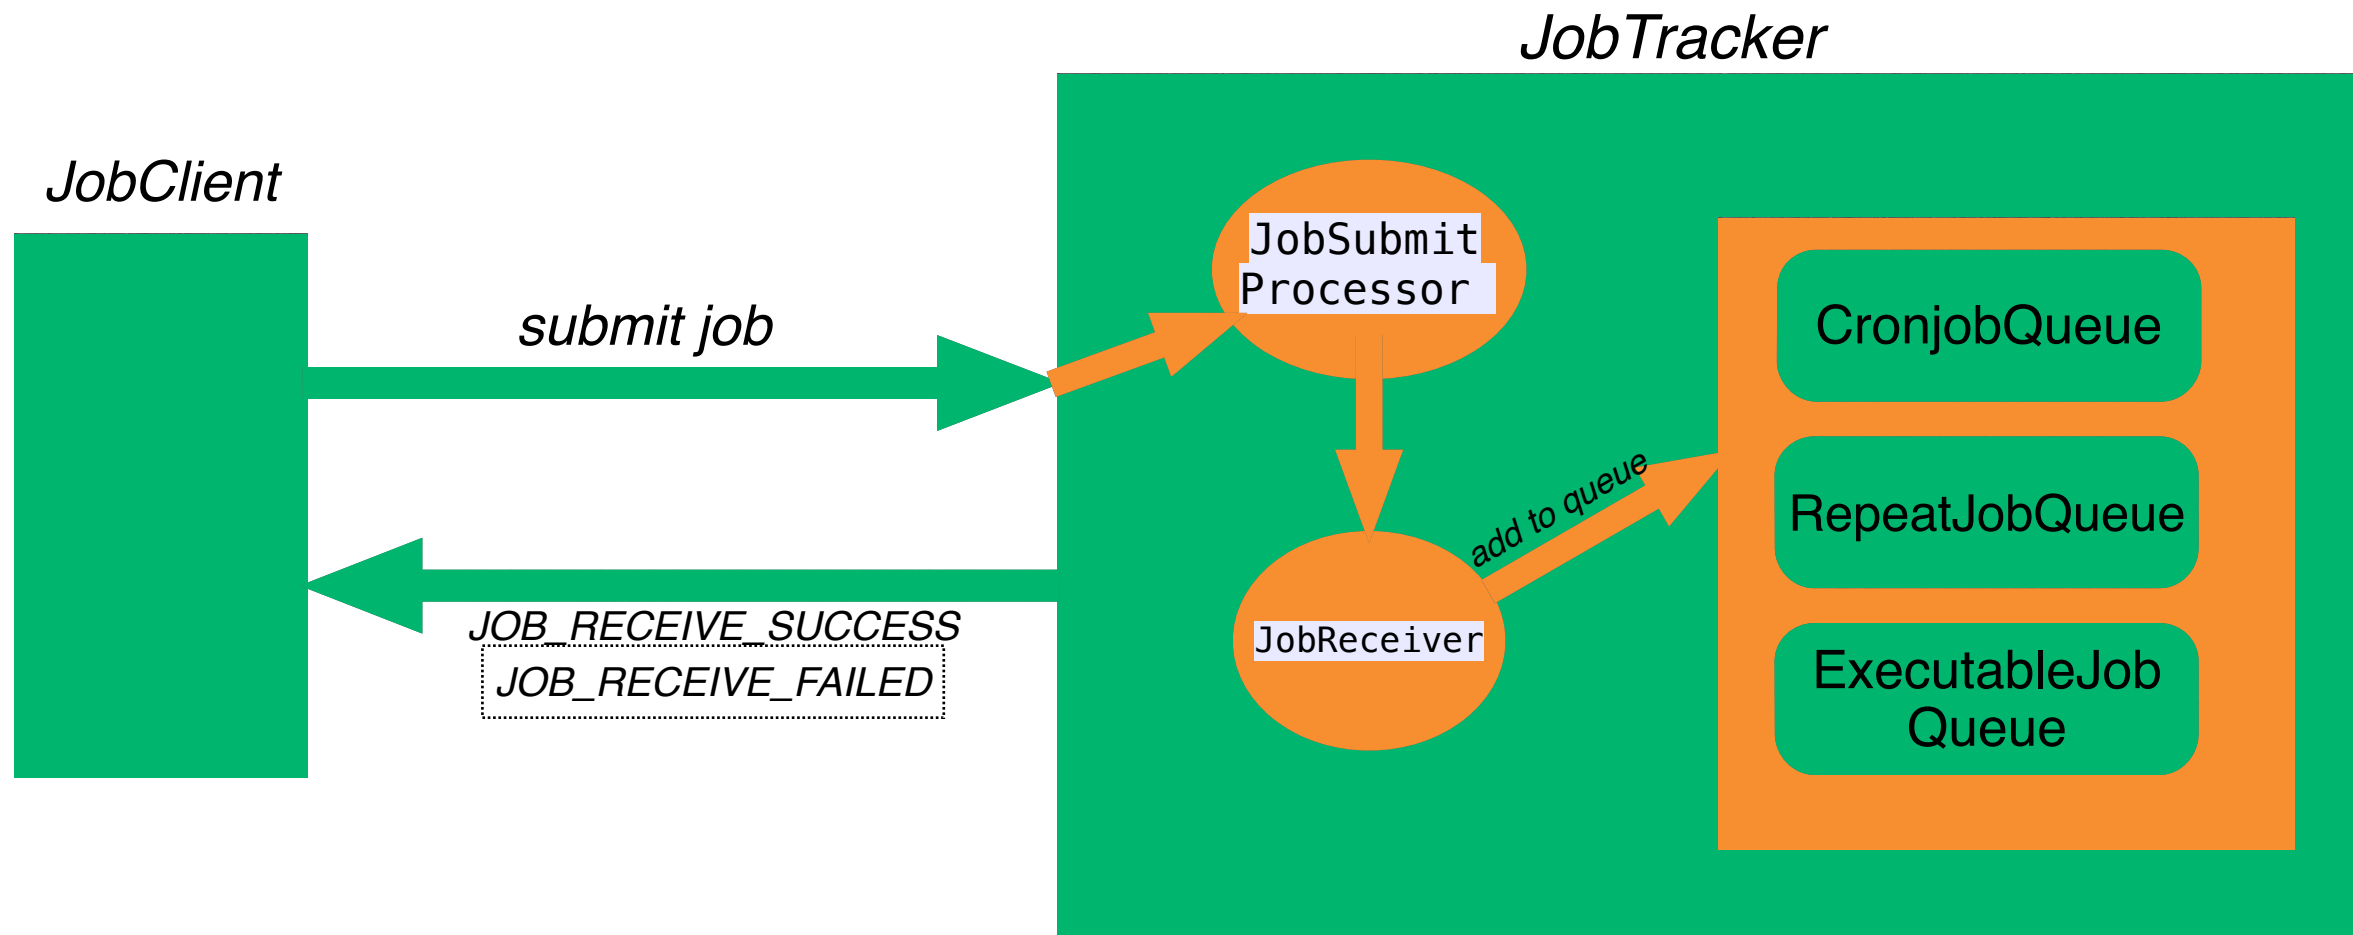 JobTracker
JobClient
submit job
JOB_RECEIVE_SUCCESS
JOB_RECEIVE_FAILED
JobSubmit
Processor
JobReceiver
add to queue
CronjobQueue
RepeatJobQueue
ExecutableJob
Queue